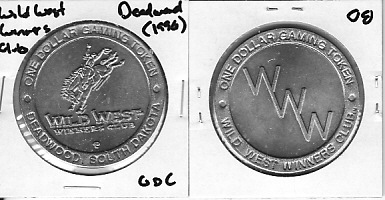 Wild West
Winners
Club
Deadwood
(1996)
ONE DOLLAR GAMING TOKEN
WILD WEST
WINNERS CLUB
DEADWOOD, SOUTH DAKOTA
GDC
ONE DOLLAR GAMING TOKEN
WWW
WILD WEST WINNERS CLUB